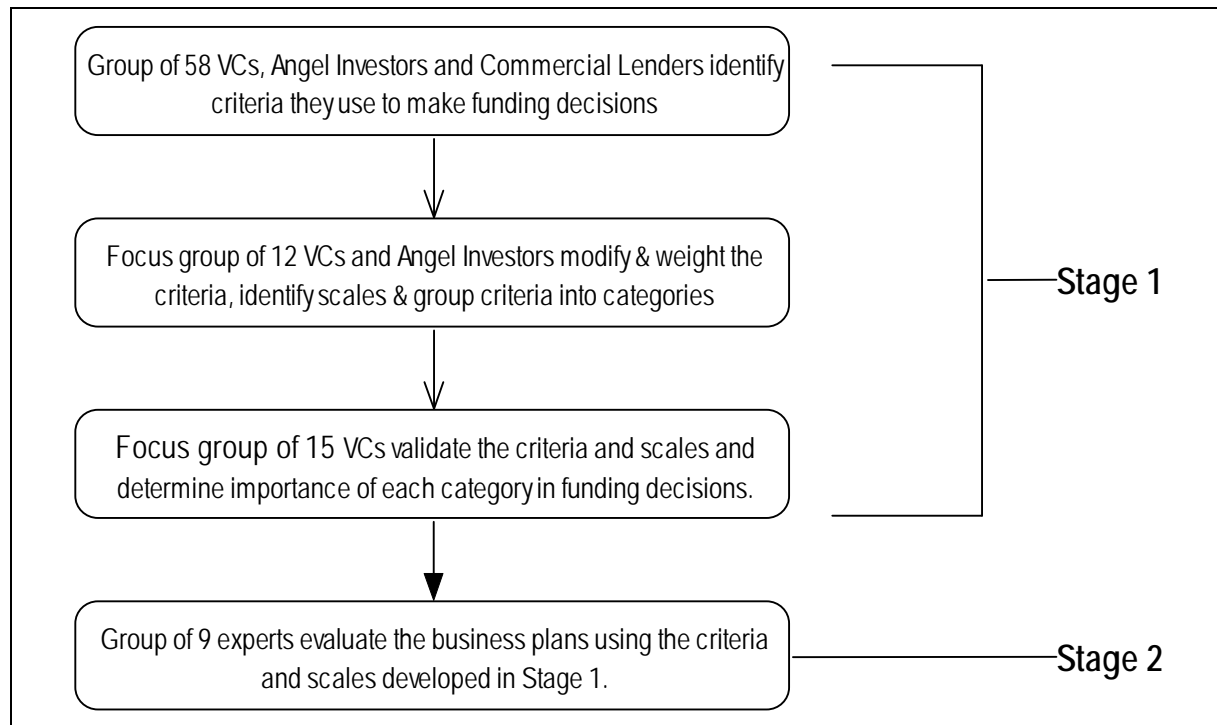 Group of 58 VCs, Angel Investors and Commercial Lenders identify
criteria they use to make funding decisions
Focus group of 12 VCs and Angel Investors modify & weight the
criteria, identify scales & group criteria into categories
Stage 1
Focus group of 15 VCs validate the criteria and scales and
determine importance of each category in funding decisions.
Group of 9 experts evaluate the business plans using the criteria
and scales developed in Stage 1.
Stage 2